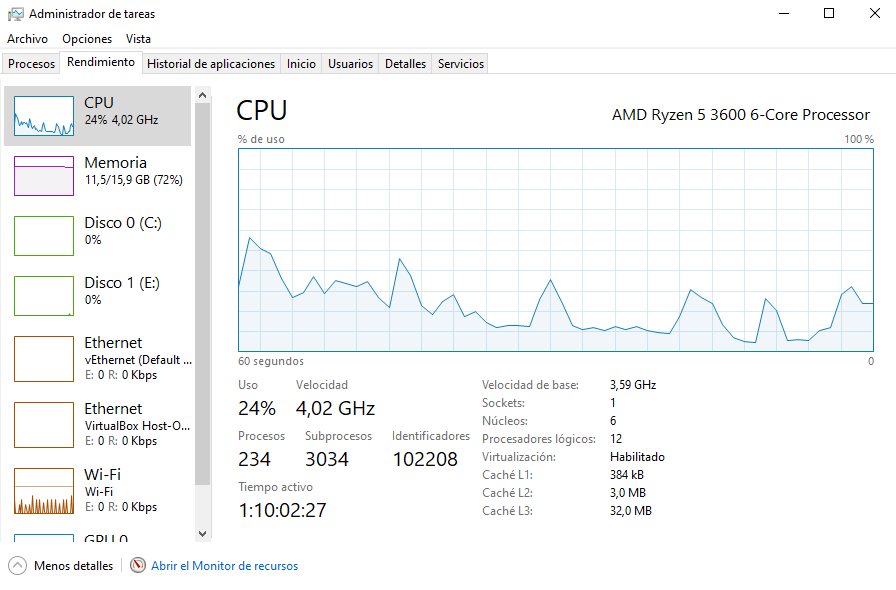 Administrador de tareas
Archivo Opciones Vista
Procesos Rendimiento Historial de aplicaciones Inicio Usuarios Detalles Servicios
CPU
24% 4,02 GHz
Memoria
11,5/15,9 GB (72%)
Disco 0 (C:)
0%
Disco 1 (E:)
0%
Ethernet
vEthernet (Default ...
E: 0 R: 0 Kbps
Ethernet
VirtualBox Host-O...
E: 0 R: 0 Kbps
Wi-Fi
Wi-Fi
E: 0 R: 0 Kbps
GPU 0
CPU AMD Ryzen 5 3600 6-Core Processor
% de uso 100 %
60 segundos 0
Uso Velocidad
24% 4,02 GHz
Procesos Subprocesos Identificadores
234 3034 102208
Tiempo activo
1:10:02:27
Velocidad de base: 3,59 GHz
Sockets: 1
Núcleos: 6
Procesadores lógicos: 12
Virtualización: Habilitado
Caché L1: 384 kB
Caché L2: 3,0 MB
Caché L3: 32,0 MB
Menos detalles Abrir el Monitor de recursos